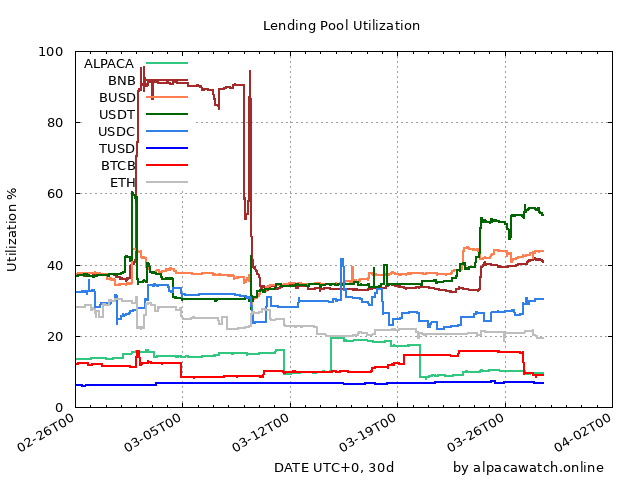 Lending Pool Utilization
100
80
60
40
20
0
Utilization %
ALPACA
BNB
BUSD
USDT
USDC
TUSD
BTCB
ETH
02-26T00
03-05T00
03-12T00
03-19T00
03-26T00
04-02T00
DATE UTC+0, 30d
by alpacawatch.online